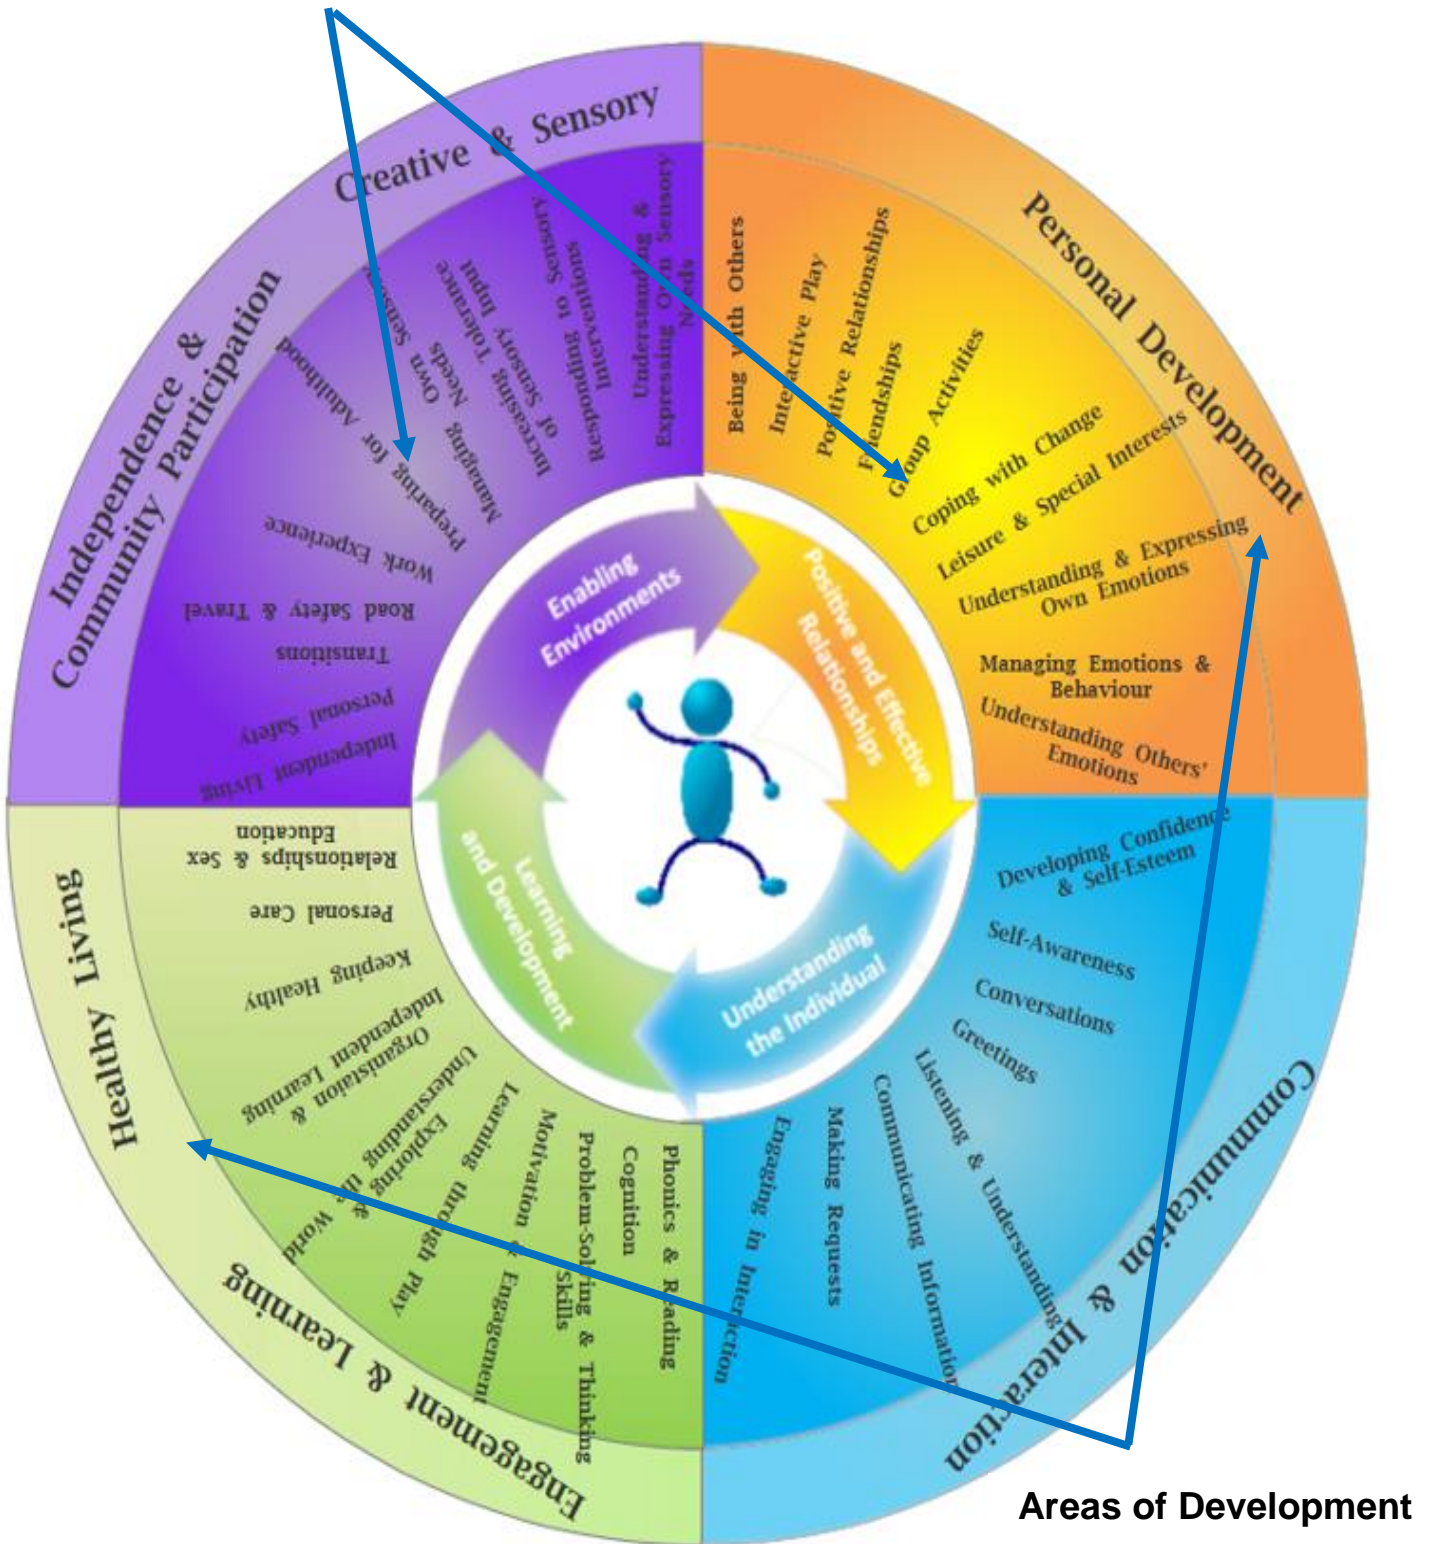 Creative & Sensory
Understanding &
Expressing Own Sensory
Needs
Responding to Sensory
Interventions
Increasing Tolerance
of Sensory Input
Managing
Own Sensory
Needs
Independence &
Community Participation
Preparing for Adulthood
Work Experience
Road Safety & Travel
Transitions
Personal Safety
Independent Living
Personal Development
Being with Others
Interactive Play
Positive Relationships
Friendships
Group Activities
Coping with Change
Leisure & Special Interests
Understanding & Expressing
Own Emotions
Managing Emotions &
Behaviour
Understanding Others'
Emotions
Communication & Interaction
Developing Confidence
& Self-Esteem
Self-Awareness
Conversations
Greetings
Listening & Understanding
Communicating Information
Making Requests
Engaging in Interaction
Engagement & Learning
Phonics & Reading
Cognition
Problem-Solving & Thinking
Skills
Motivation & Engagement
Learning through Play
Exploring &
Understanding the World
Organistaion &
Independent Learning
Healthy Living
Keeping Healthy
Personal Care
Relationships & Sex
Education
Enabling
Environments
Positive and Effective
Relationships
Understanding
the Individual
Learning
and Development
Areas of Development